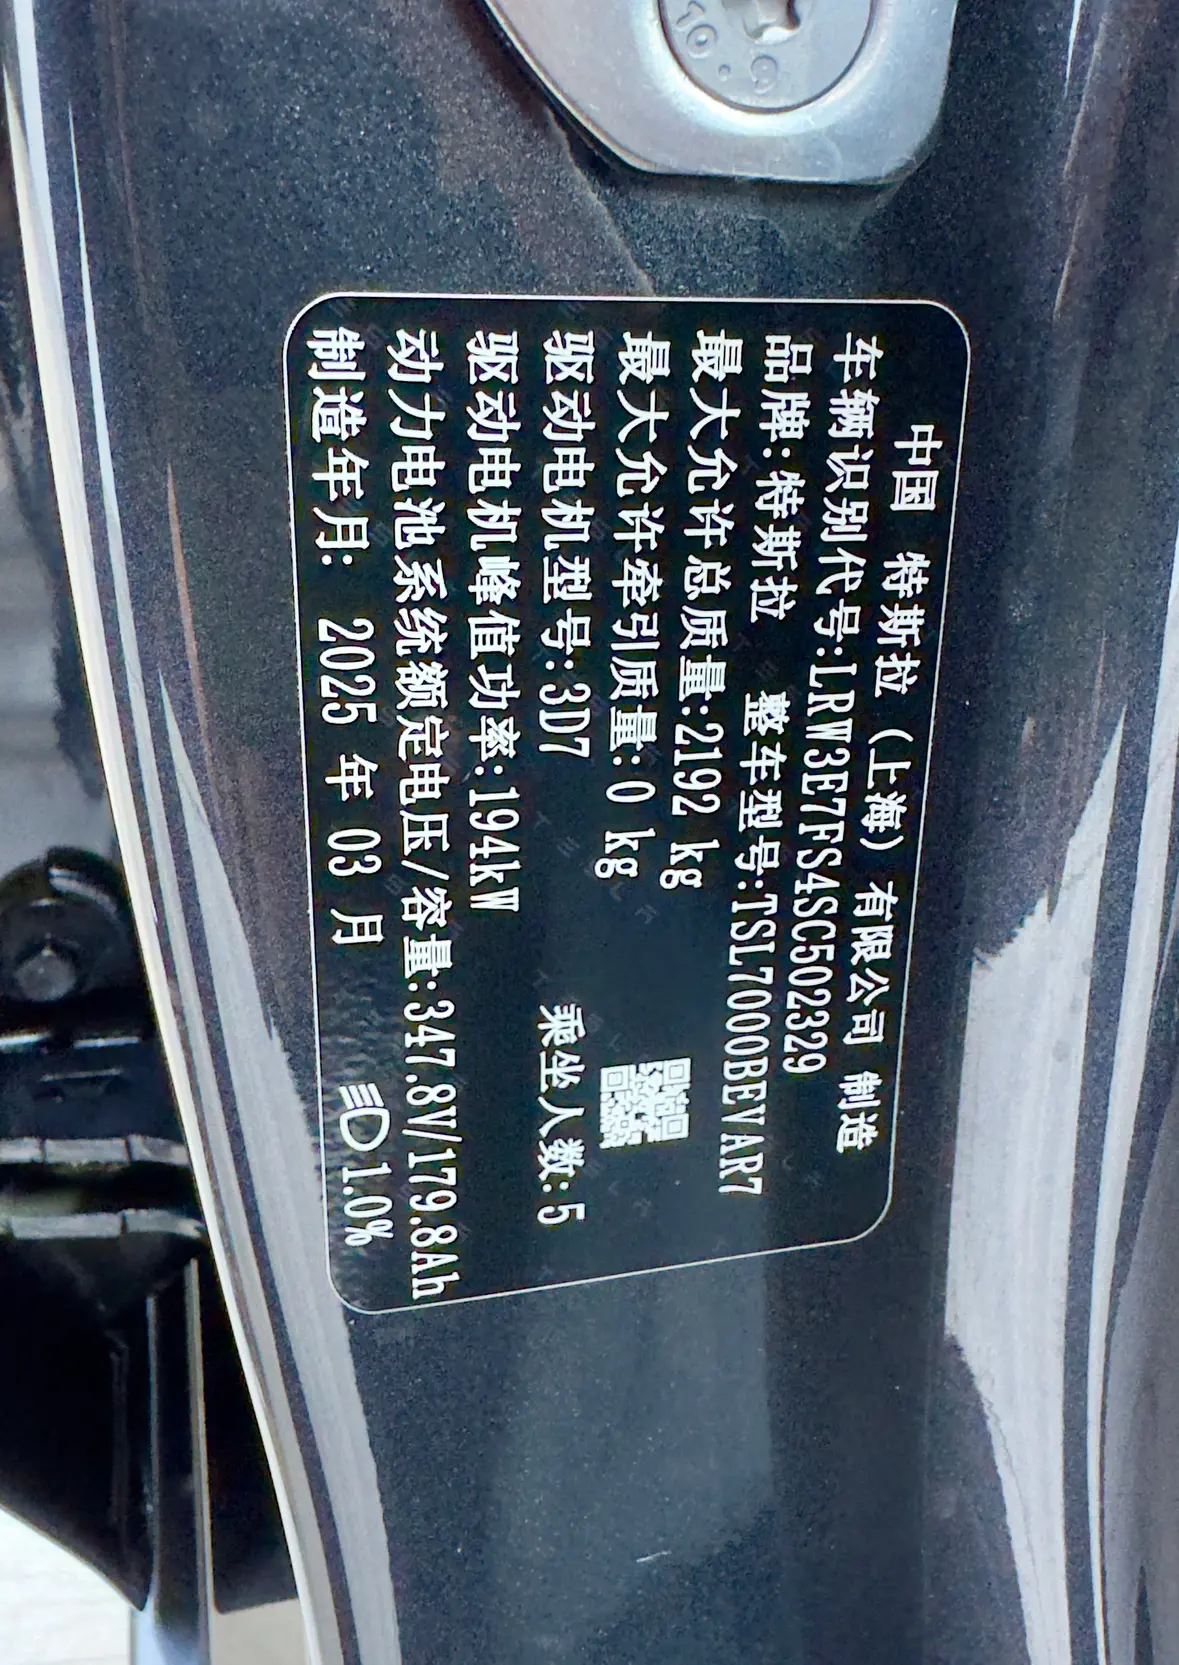 中国 特斯拉（上海）有限公司 制造
车辆识别代号:LRW3E7FS4SC502329
品牌:特斯拉 整车型号:TSL7000BEVAR7
最大允许总质量:2192 kg
最大允许牵引质量:0 kg
驱动电机型号:3D7 乘坐人数:5
驱动电机峰值功率:194kW
动力电池系统额定电压/容量:347.8V/179.8Ah
制造年月: 2025 年 03 月 1.0%
10.9